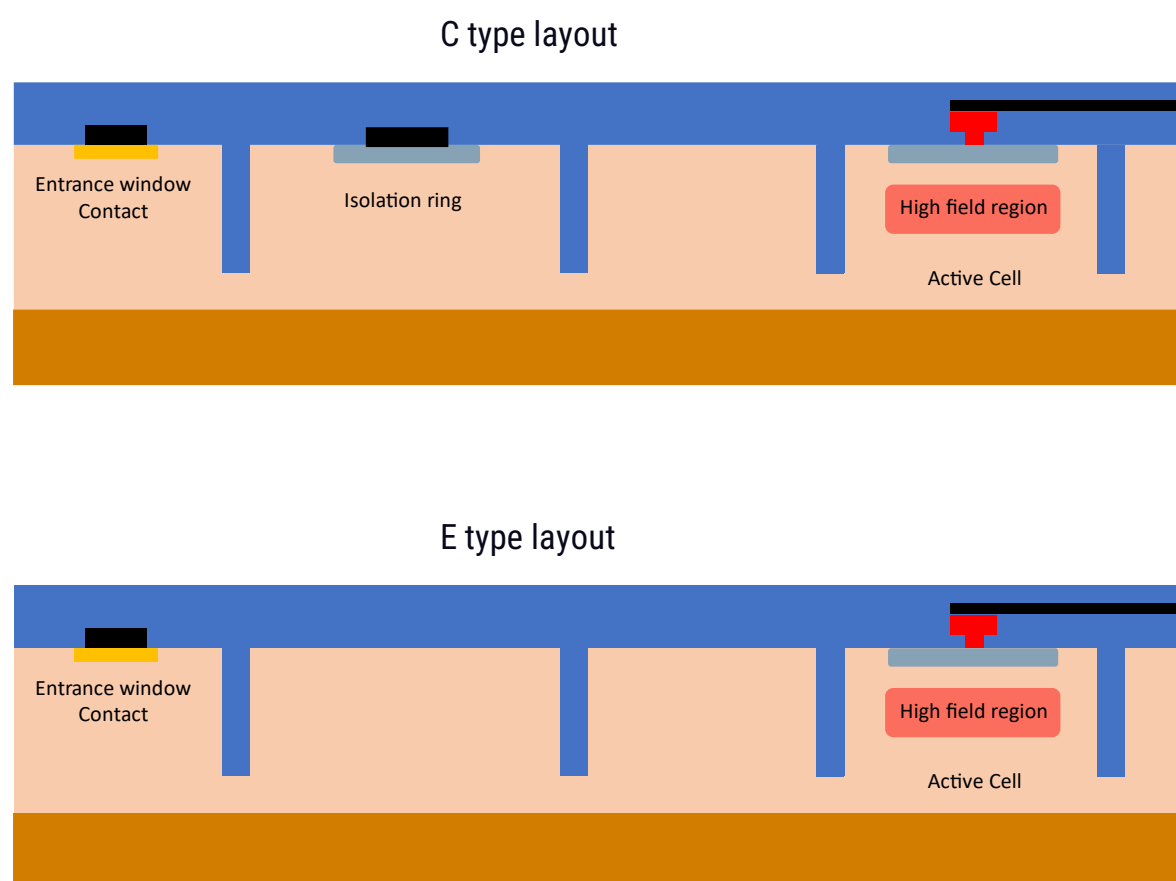 C type layout
Entrance window
Contact
Isolation ring
High field region
Active Cell
E type layout
Entrance window
Contact
High field region
Active Cell